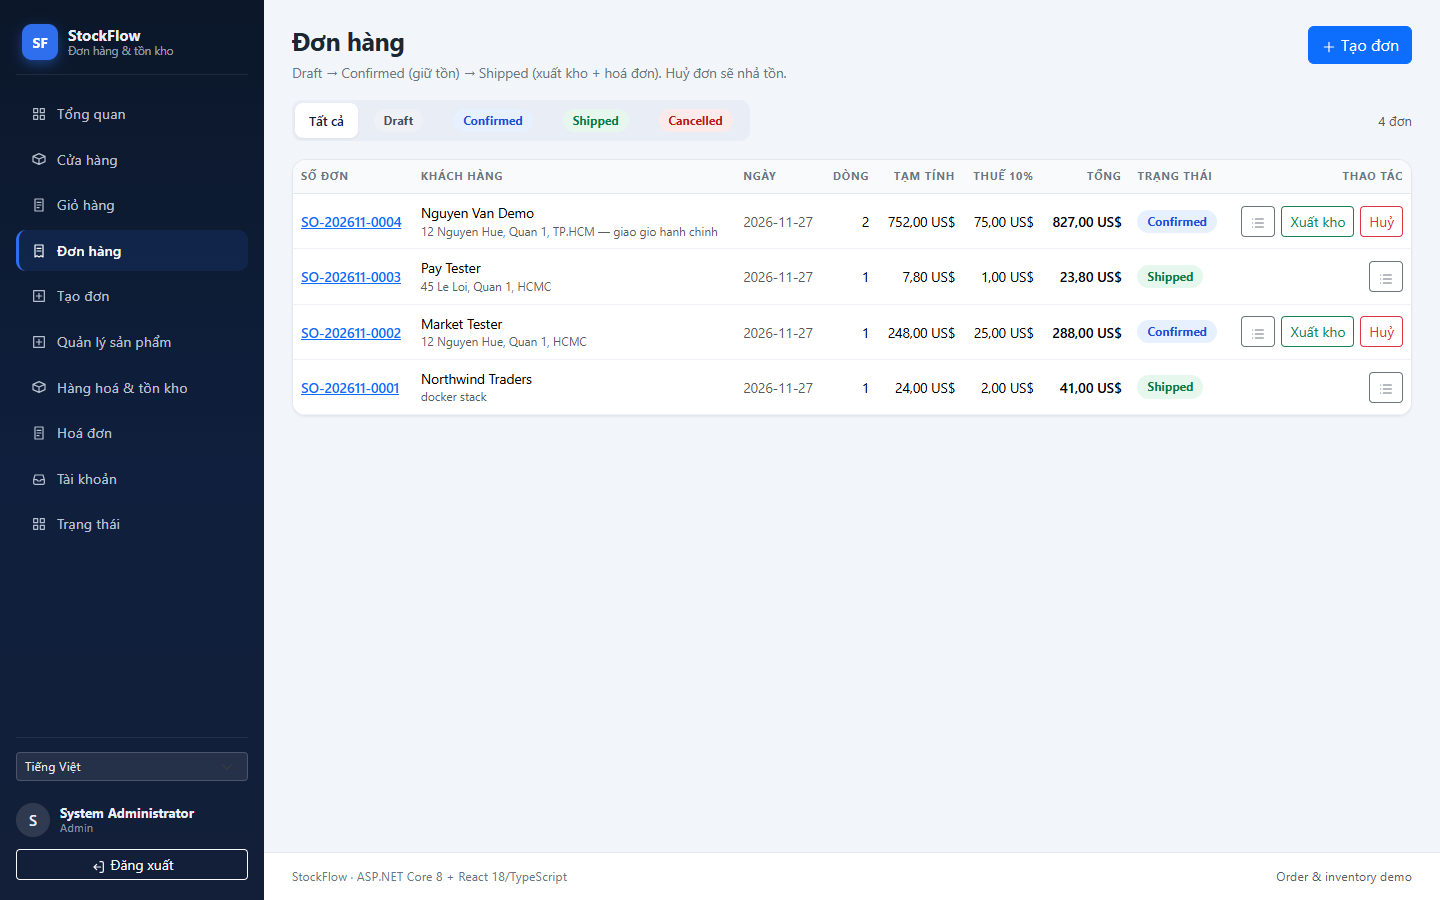 SF
StockFlow
Đơn hàng & tồn kho
Tổng quan
Cửa hàng
Giỏ hàng
Đơn hàng
Tạo đơn
Quản lý sản phẩm
Hàng hoá & tồn kho
Hoá đơn
Tài khoản
Trạng thái
Tiếng Việt
S
System Administrator
Admin
Đăng xuất
Đơn hàng
+ Tạo đơn
Draft → Confirmed (giữ tồn) → Shipped (xuất kho + hoá đơn). Huỷ đơn sẽ nhả tồn.
Tất cả Draft Confirmed Shipped Cancelled
4 đơn
SỐ ĐƠN KHÁCH HÀNG NGÀY DÒNG TẠM TÍNH THUẾ 10% TỔNG TRẠNG THÁI THAO TÁC
SO-202611-0004 Nguyen Van Demo 2026-11-27 2 752,00 US$ 75,00 US$ 827,00 US$ Confirmed Xuất kho Huỷ
12 Nguyen Hue, Quan 1, TP.HCM — giao gio hanh chinh
SO-202611-0003 Pay Tester 2026-11-27 1 7,80 US$ 1,00 US$ 23,80 US$ Shipped
45 Le Loi, Quan 1, HCMC
SO-202611-0002 Market Tester 2026-11-27 1 248,00 US$ 25,00 US$ 288,00 US$ Confirmed Xuất kho Huỷ
12 Nguyen Hue, Quan 1, HCMC
SO-202611-0001 Northwind Traders 2026-11-27 1 24,00 US$ 2,00 US$ 41,00 US$ Shipped
docker stack
StockFlow · ASP.NET Core 8 + React 18/TypeScript
Order & inventory demo